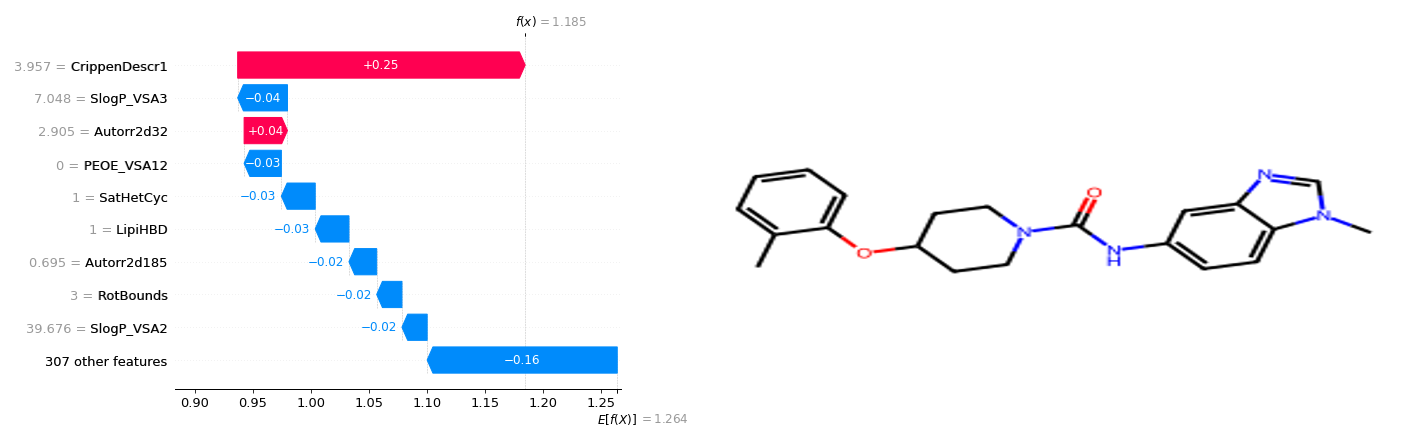 f(x) = 1.185
3.957 = CrippenDescr1 +0.25
7.048 = SlogP_VSA3 −0.04
2.905 = Autorr2d32 +0.04
0 = PEOE_VSA12 −0.03
1 = SatHetCyc −0.03
1 = LipiHBD −0.03
0.695 = Autorr2d185 −0.02
3 = RotBounds −0.02
39.676 = SlogP_VSA2 −0.02
307 other features −0.16
0.90 0.95 1.00 1.05 1.10 1.15 1.20 1.25
E[f(X)] = 1.264
N
O
N
N
O
N
H